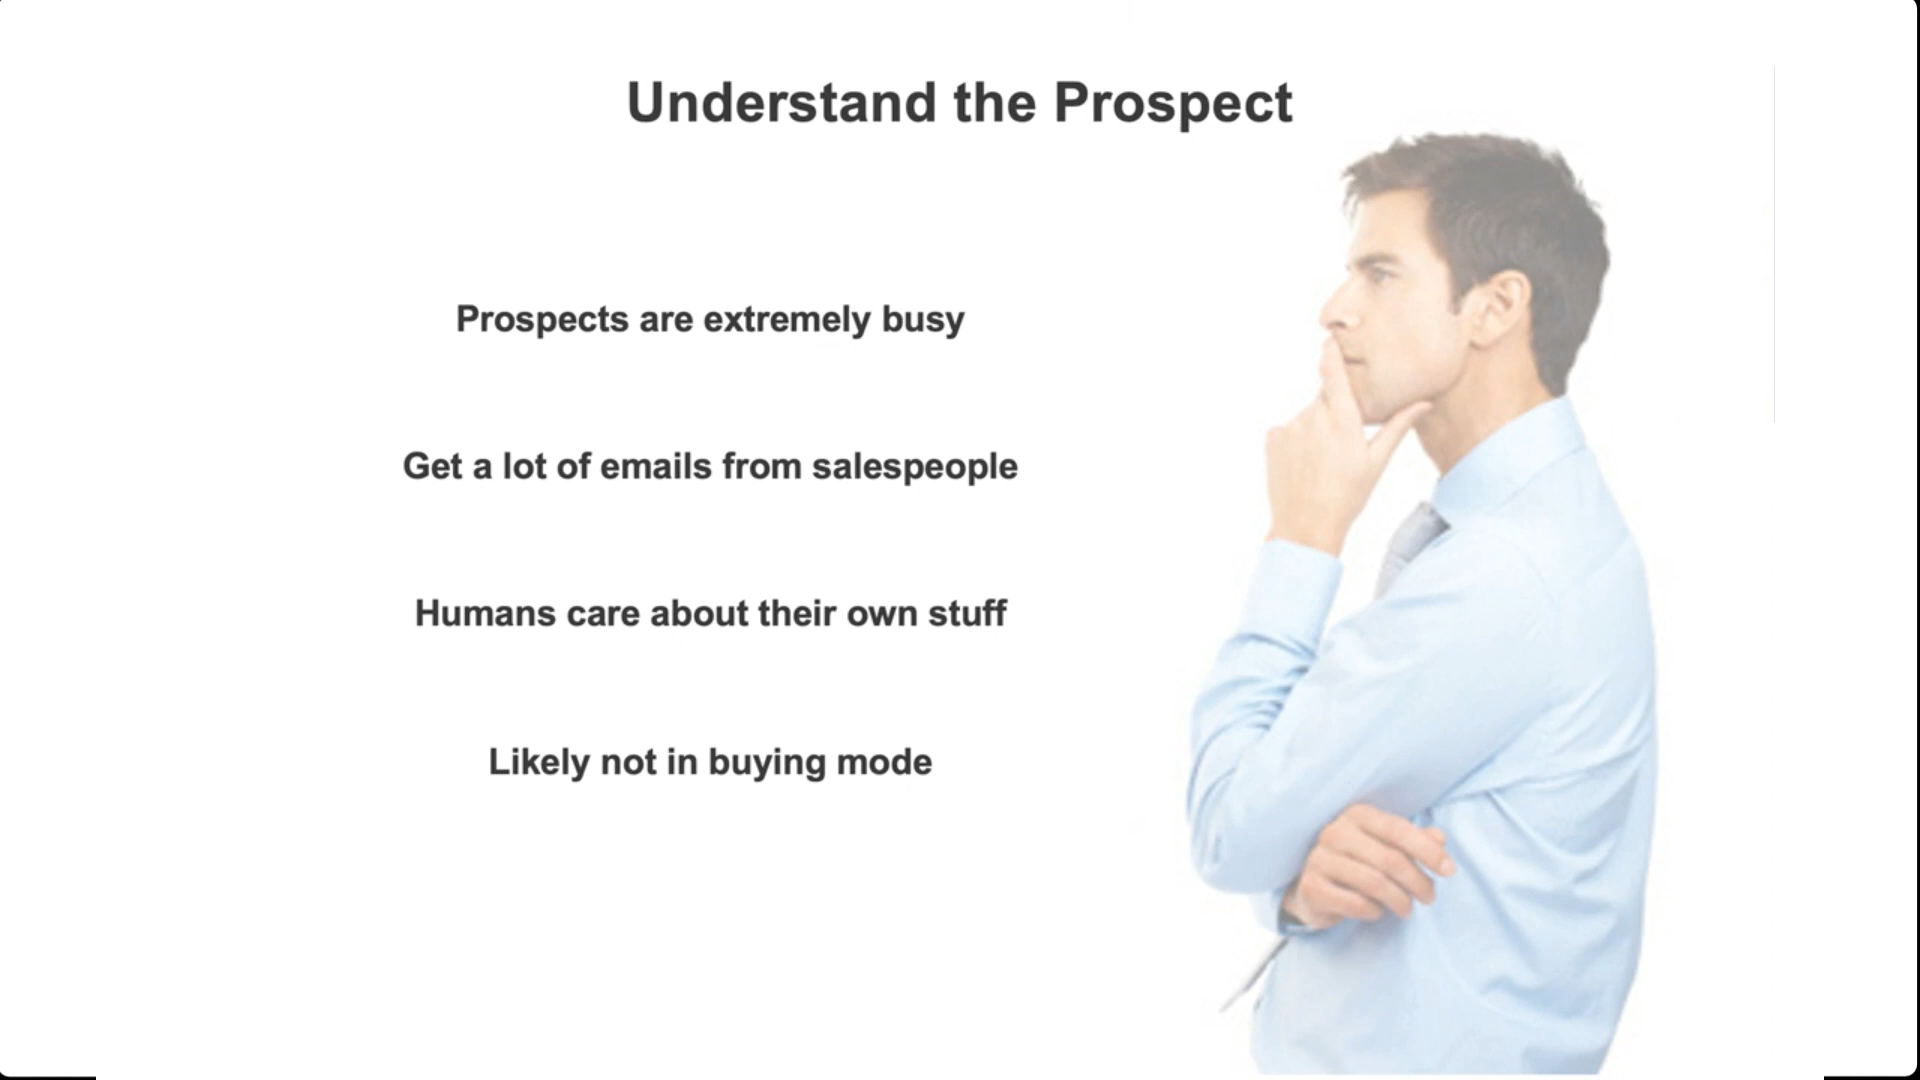 Understand the Prospect
Prospects are extremely busy
Get a lot of emails from salespeople
Humans care about their own stuff
Likely not in buying mode